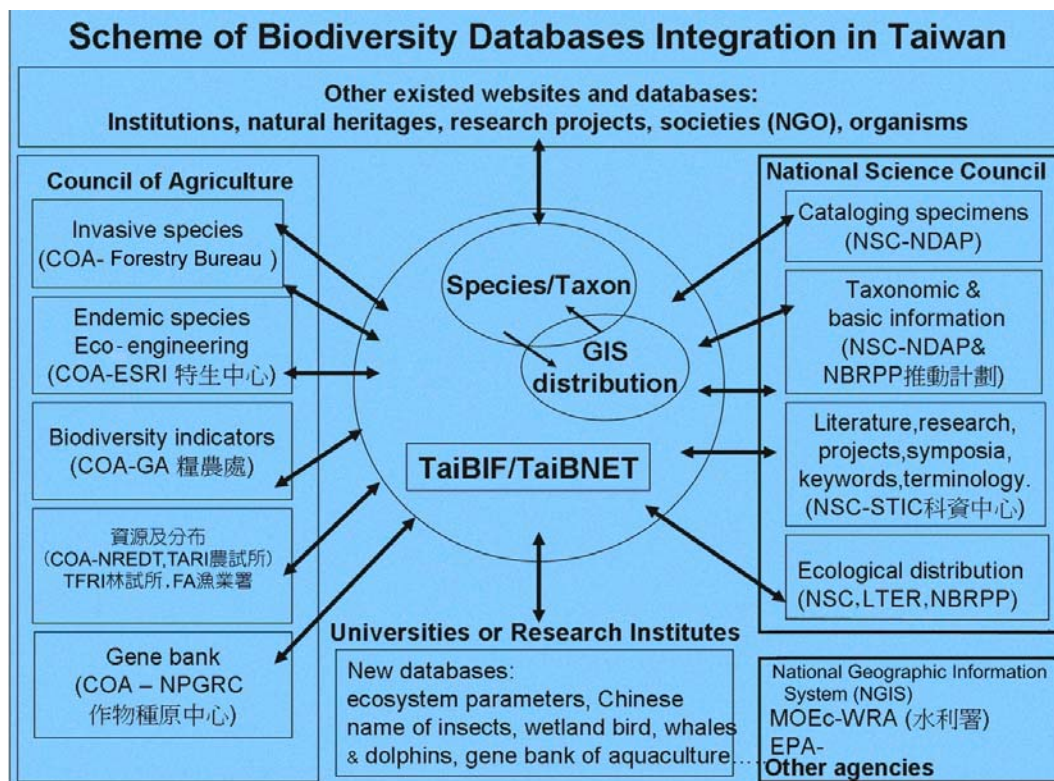 Scheme of Biodiversity Databases Integration in Taiwan
Other existed websites and databases:
Institutions, natural heritages, research projects, societies (NGO), organisms
Council of Agriculture
Invasive species
(COA- Forestry Bureau )
Endemic species
Eco-engineering
(COA-ESRI 特生中心)
Biodiversity indicators
(COA-GA 糧農處)
資源及分布
(COA-NREDT,TARI農試所)
TFRI林試所.FA漁業署
Gene bank
(COA – NPGRC
作物種原中心)
Species/Taxon
GIS
distribution
TaiBIF/TaiBNET
Universities or Research Institutes
New databases:
ecosystem parameters, Chinese
name of insects, wetland bird, whales
& dolphins, gene bank of aquaculture......
National Science Council
Cataloging specimens
(NSC-NDAP)
Taxonomic &
basic information
(NSC-NDAP&
NBRPP推動計劃)
Literature,research,
projects,symposia,
keywords,terminology.
(NSC-STIC科資中心)
Ecological distribution
(NSC,LTER,NBRPP)
National Geographic Information
System (NGIS)
MOEc-WRA (水利署)
EPA-
Other agencies